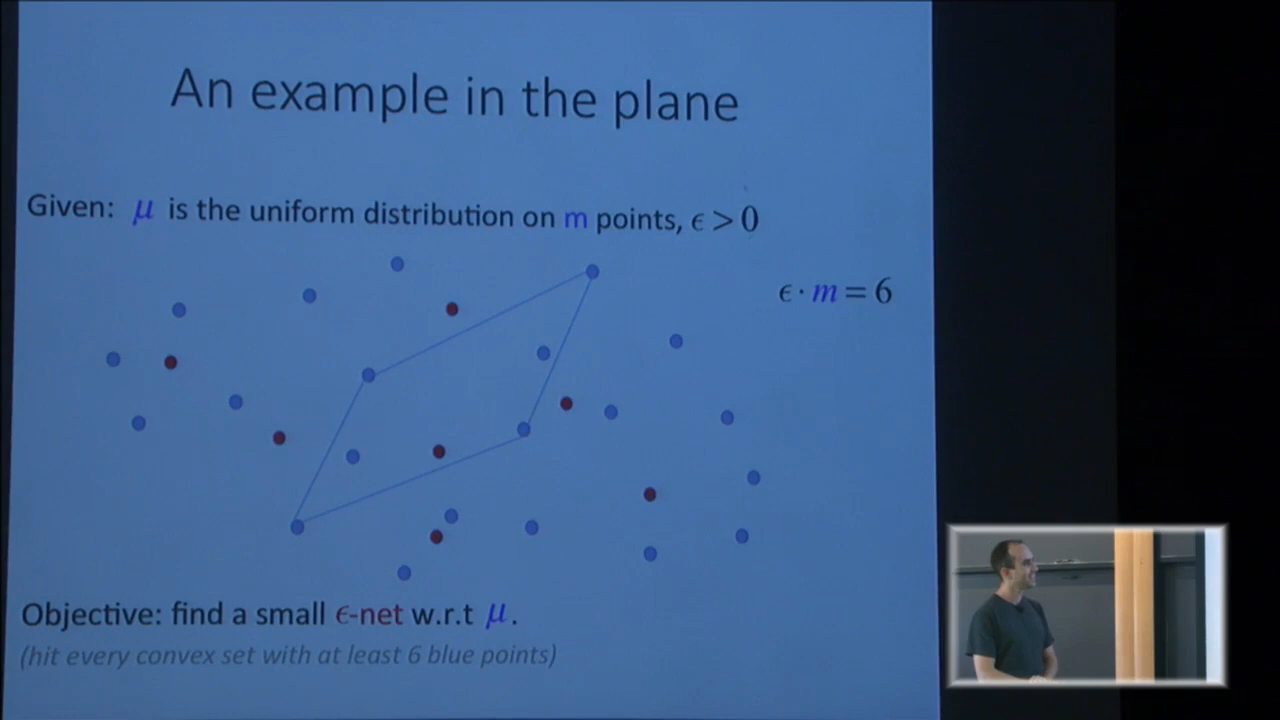 An example in the plane
Given: μ is the uniform distribution on m points, ϵ > 0
ϵ · m = 6
Objective: find a small ϵ-net w.r.t μ.
(hit every convex set with at least 6 blue points)